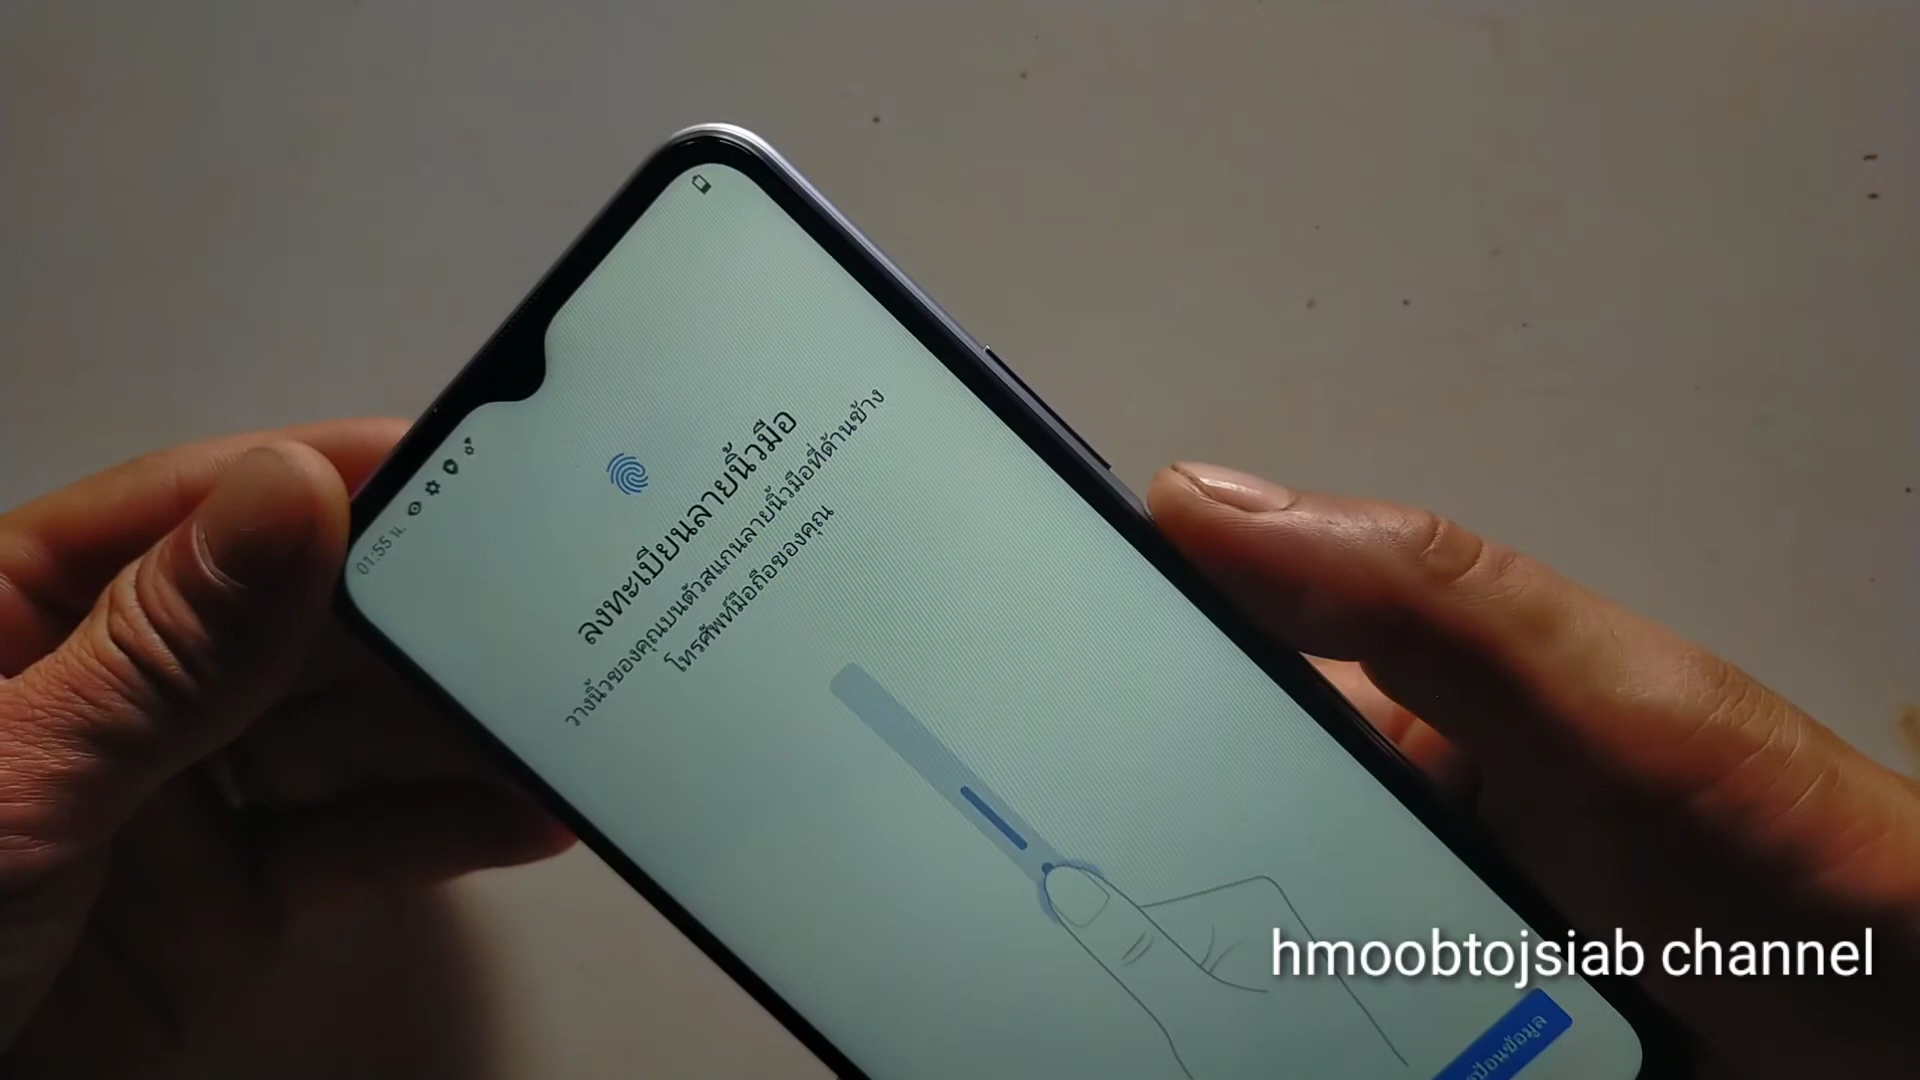 01:55 น.
ลงทะเบียนลายนิ้วมือ
วางนิ้วของคุณบนตัวสแกนลายนิ้วมือที่ด้านข้าง
โทรศัพท์มือถือของคุณ
hmoobtojsiab channel